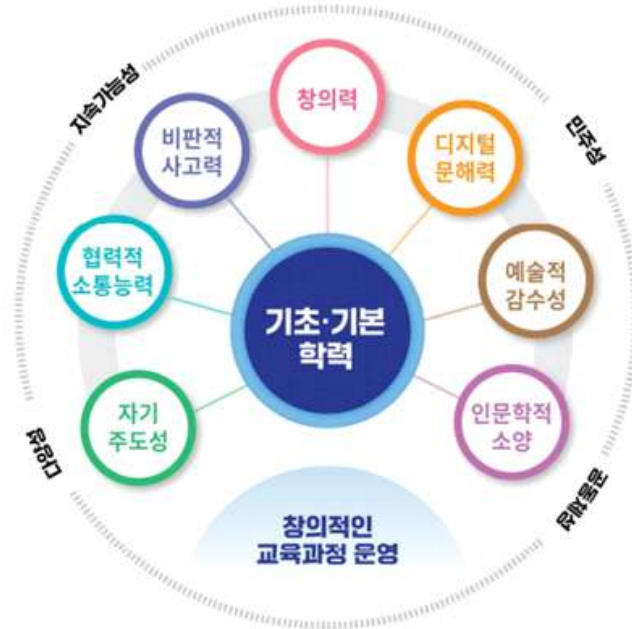 지속가능성
민주성
창의력
비판적
사고력
디지털
문해력
협력적
소통능력
예술적
감수성
기초·기본
학력
자기
주도성
인문학적
소양
다양성
공동체성
창의적인
교육과정 운영